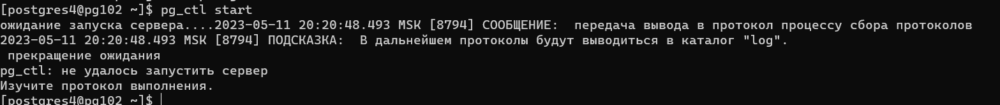 [postgres4@pg102 ~]$ pg_ctl start
ожидание запуска сервера....2023-05-11 20:20:48.493 MSK [8794] СООБЩЕНИЕ:  передача вывода в протокол процессу сбора протоколов
2023-05-11 20:20:48.493 MSK [8794] ПОДСКАЗКА:  В дальнейшем протоколы будут выводиться в каталог "log".
 прекращение ожидания
pg_ctl: не удалось запустить сервер
Изучите протокол выполнения.
[postgres4@pg102 ~]$